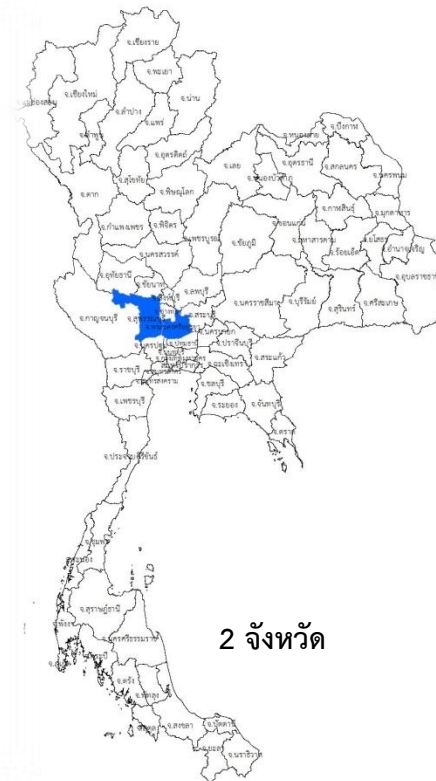 จ.เชียงราย
จ.พะเยา
จ.เชียงใหม่
จ.น่าน
จ.ลำปาง
จ.แพร่
จ.อุตรดิตถ์
จ.สุโขทัย
จ.ตาก
จ.พิษณุโลก
จ.กำแพงเพชร
จ.พิจิตร
จ.เพชรบูรณ์
จ.นครสวรรค์
จ.อุทัยธานี
จ.ลพบุรี
จ.บึงกาฬ
จ.เลย
จ.อุดรธานี
จ.สกลนคร
จ.นครพนม
จ.กาฬสินธุ์
จ.มุกดาหาร
จ.ขอนแก่น
จ.ชัยภูมิ
จ.ร้อยเอ็ด
จ.ยโสธร
จ.อำนาจเจริญ
จ.อุบลราชธานี
จ.นครราชสีมา
จ.บุรีรัมย์
จ.สุรินทร์
จ.ศรีสะเกษ
จ.กาญจนบุรี
จ.สระบุรี
จ.นครนายก
จ.ปราจีนบุรี
จ.สระแก้ว
จ.ฉะเชิงเทรา
จ.ราชบุรี
จ.เพชรบุรี
จ.ชลบุรี
จ.ระยอง
จ.จันทบุรี
จ.ตราด
จ.ประจวบคีรีขันธ์
จ.สุราษฎร์ธานี
จ.นครศรีธรรมราช
จ.ตรัง
จ.พัทลุง
จ.สงขลา
จ.ปัตตานี
จ.ยะลา
จ.นราธิวาส
2 จังหวัด